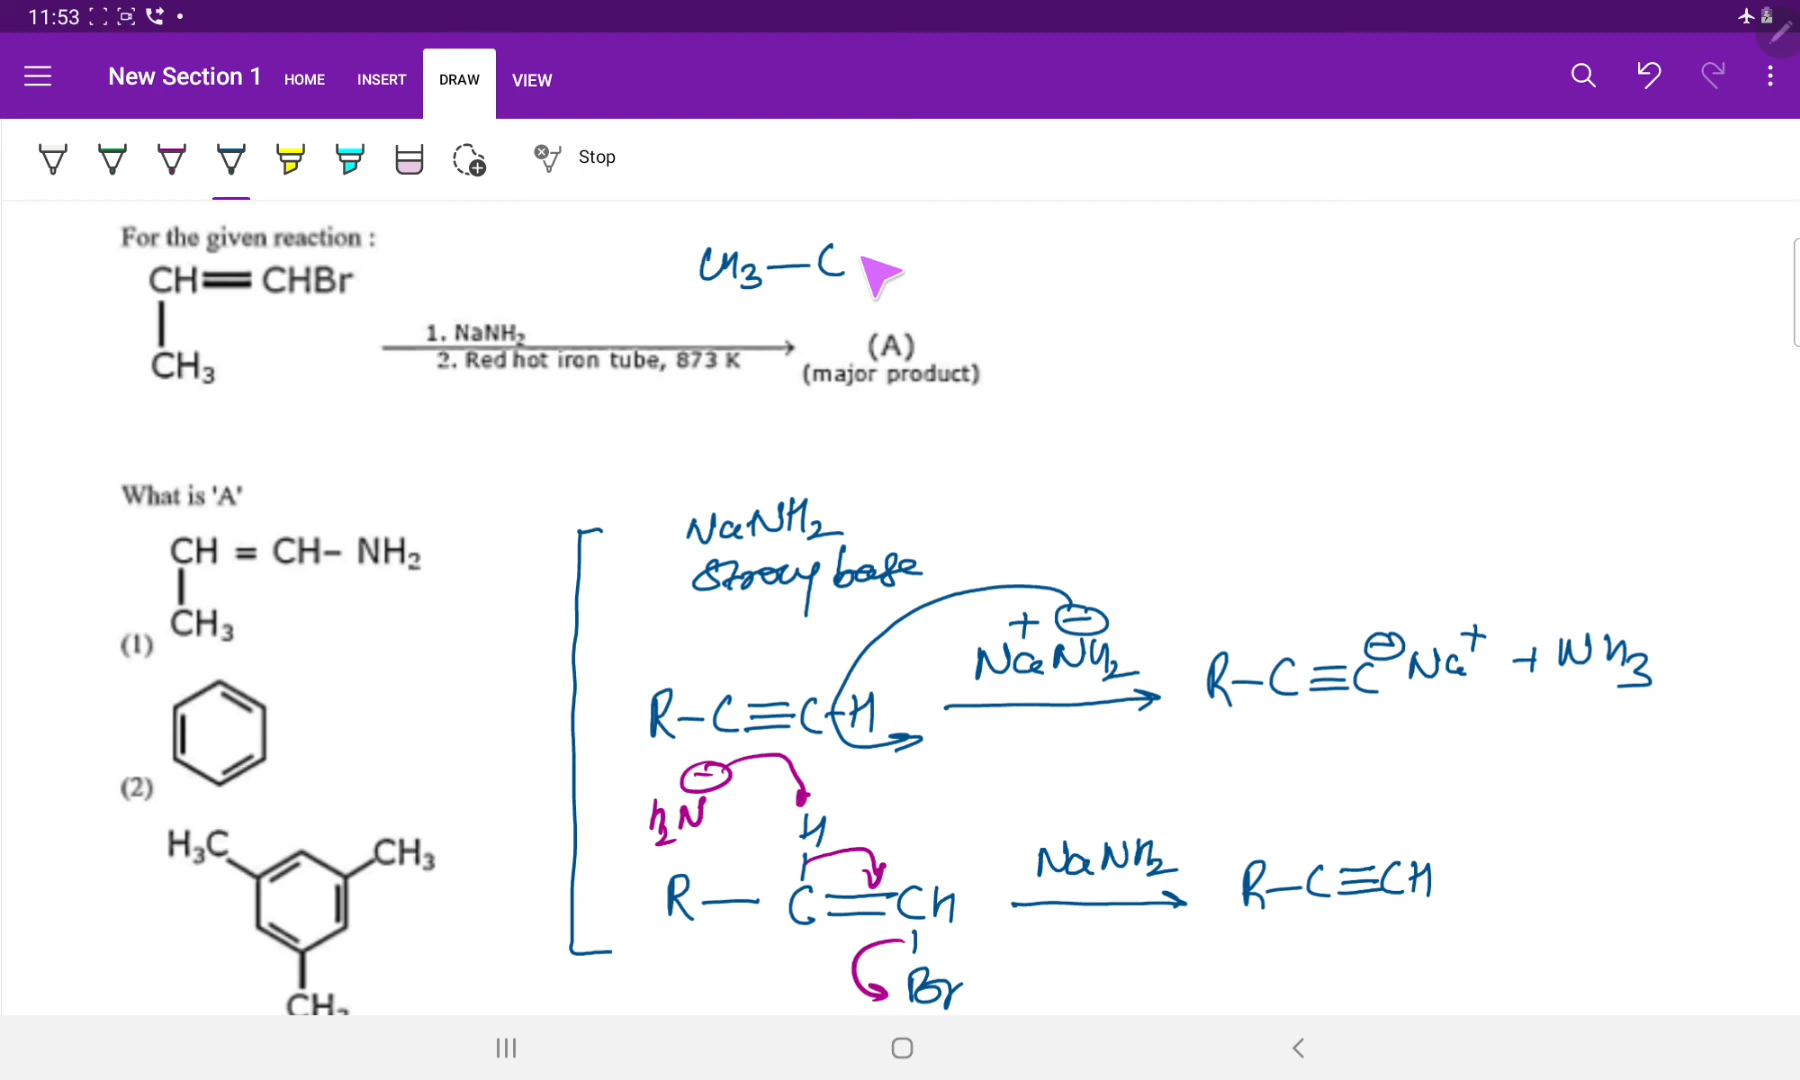 11:53
New Section 1 HOME INSERT DRAW VIEW
Stop
For the given reaction :
CH=CHBr
|
CH₃
CH₃—C
1. NaNH₂
2. Red hot iron tube, 873 K
(A)
(major product)
What is 'A'
(1) CH = CH– NH₂
|
CH₃
(2)
H₃C CH₃
CH₃
NaNH₂
strong base
R–C≡C–H
+ ⊖
NaNH₂
R–C≡C⊖Na⁺ + NH₃
⊖
H₂N
H
R—C=CH
Br
NaNH₂
R–C≡CH